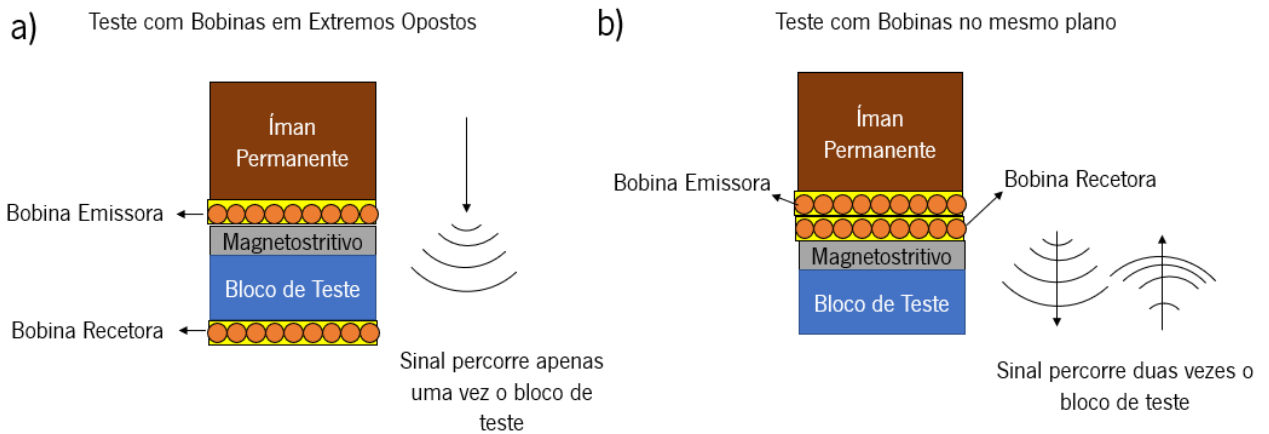 a)
Teste com Bobinas em Extremos Opostos
Íman
Permanente
Bobina Emissora
Magnetostritivo
Bloco de Teste
Bobina Recetora
Sinal percorre apenas
uma vez o bloco de
teste
b)
Teste com Bobinas no mesmo plano
Íman
Permanente
Bobina Emissora
Bobina Recetora
Magnetostritivo
Bloco de Teste
Sinal percorre duas vezes o
bloco de teste